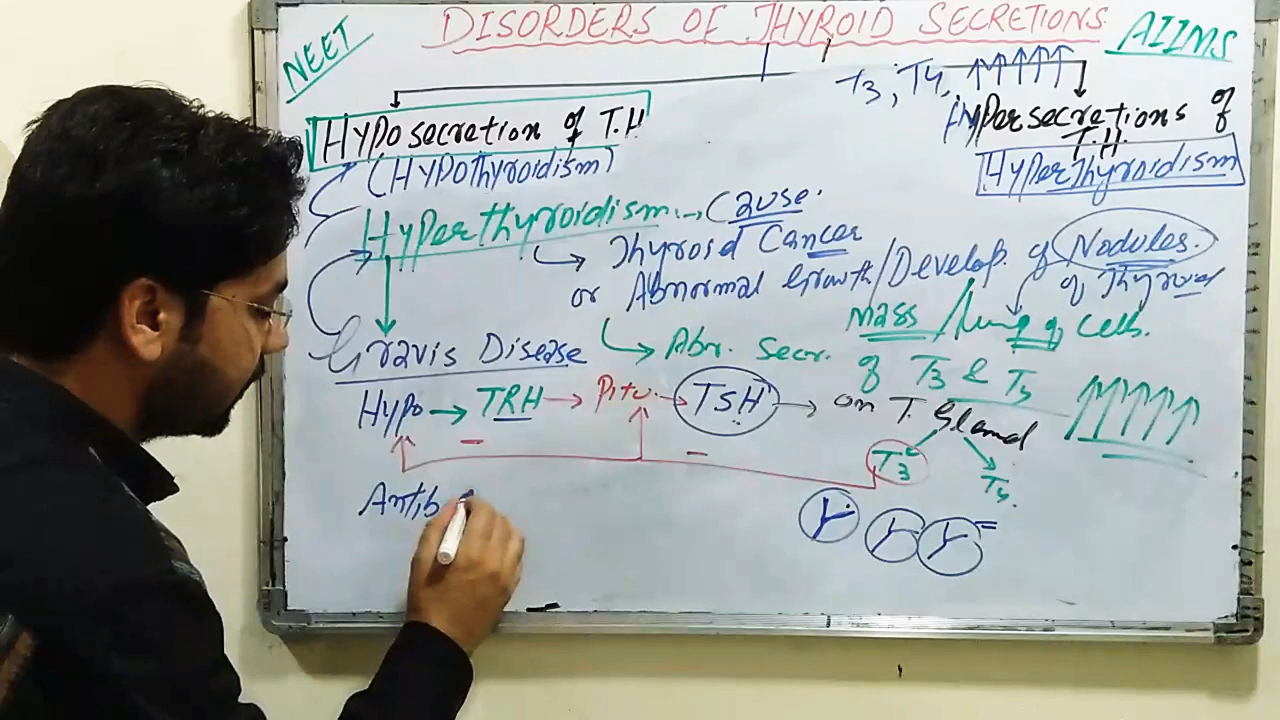 NEET
DISORDERS OF THYROID SECRETIONS
AIIMS
T3, T4, ↑↑↑↑↑
HYPosecretion of T.H
(HYPOthyroidism)
HYPersecretions of
T.H.
HYPerThyroidism
HyPerthyroidism → Cause.
↳ Thyroid Cancer
or Abnormal Growth/Develop. of Nodules.
of Thyroid
Mass / lump of Cells.
↳ Abn. Secr. of T3 & T4 ↑↑↑↑↑
Gravis Disease
Hypo → TRH → Pitu. → TSH → on T. Gland
T3 T4.
Antib